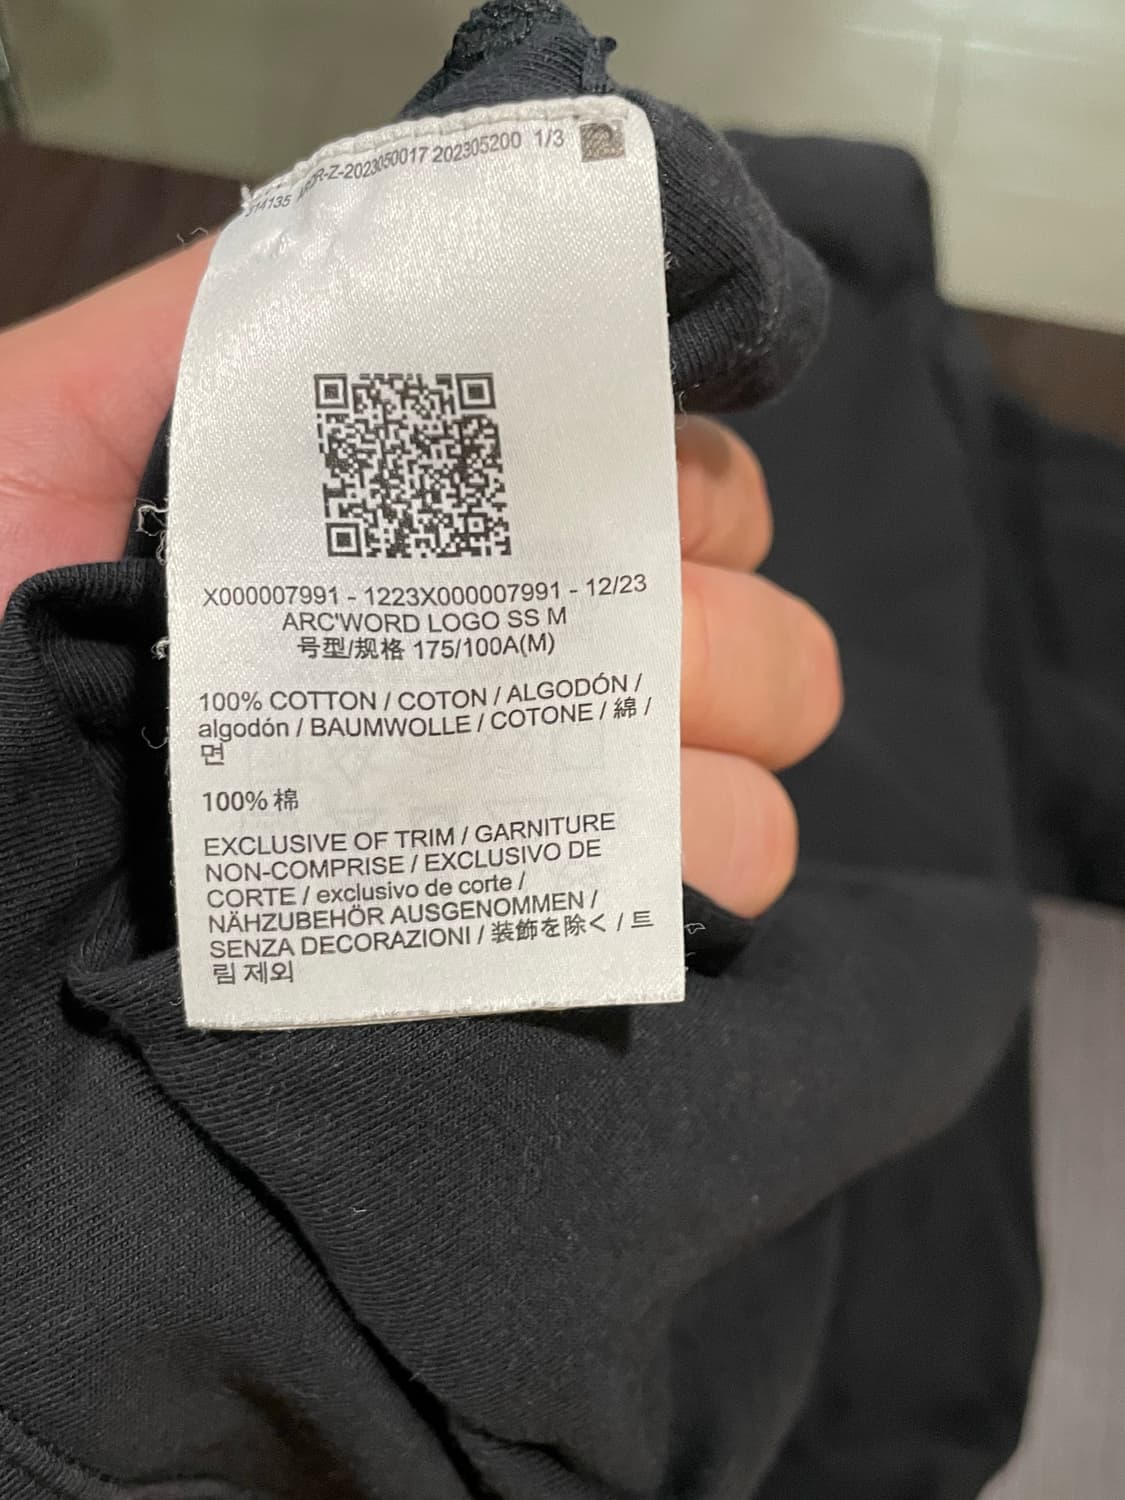 202305200 1/3
X000007991 - 1223X000007991 - 12/23
ARC'WORD LOGO SS M
号型/规格 175/100A(M)
100% COTTON / COTON / ALGODÓN /
algodón / BAUMWOLLE / COTONE / 綿 /
면
100% 棉
EXCLUSIVE OF TRIM / GARNITURE
NON-COMPRISE / EXCLUSIVO DE
CORTE / exclusivo de corte /
NÄHZUBEHÖR AUSGENOMMEN /
SENZA DECORAZIONI / 装飾を除く / 트
림 제외